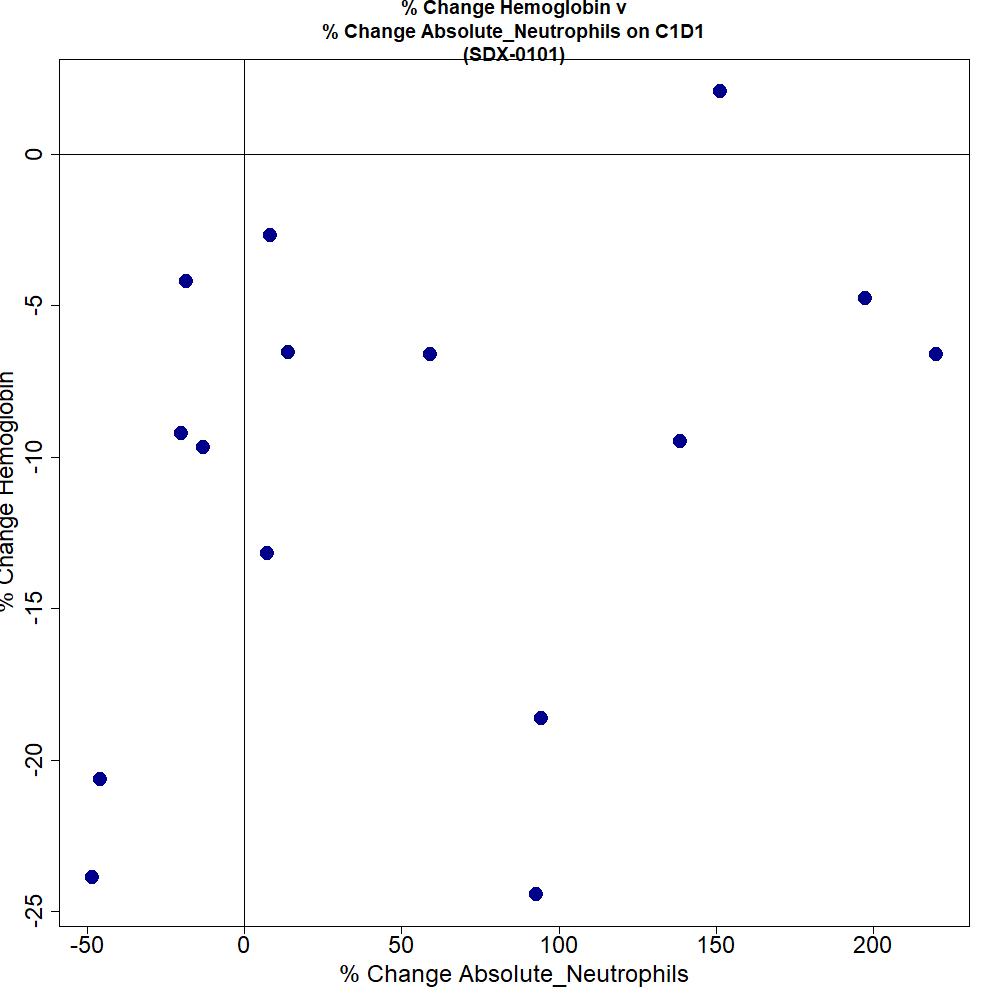 % Change Hemoglobin v
% Change Absolute_Neutrophils on C1D1
(SDX-0101)
% Change Hemoglobin
0
-5
-10
-15
-20
-25
-50 0 50 100 150 200
% Change Absolute_Neutrophils